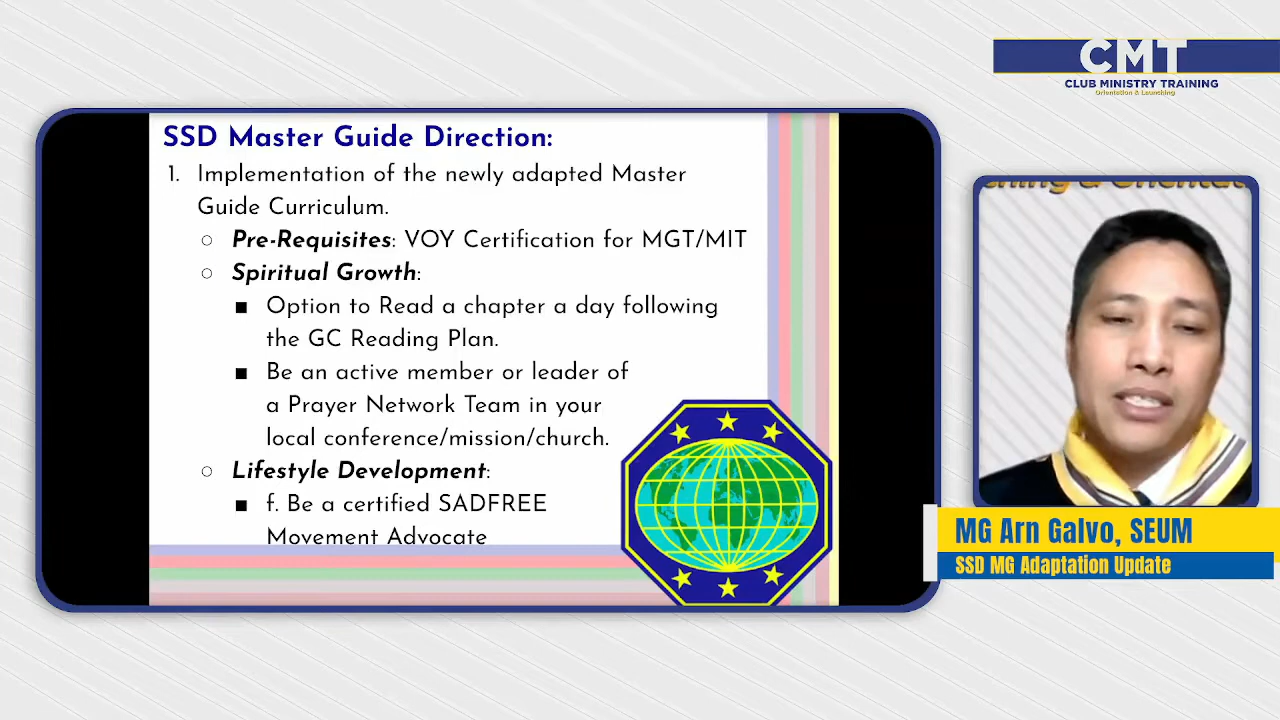 CMT
CLUB MINISTRY TRAINING
Orientation & Launching
SSD Master Guide Direction:
1. Implementation of the newly adapted Master
Guide Curriculum.
○ Pre-Requisites: VOY Certification for MGT/MIT
○ Spiritual Growth:
■ Option to Read a chapter a day following
the GC Reading Plan.
■ Be an active member or leader of
a Prayer Network Team in your
local conference/mission/church.
○ Lifestyle Development:
■ f. Be a certified SADFREE
Movement Advocate
MG Arn Galvo, SEUM
SSD MG Adaptation Update